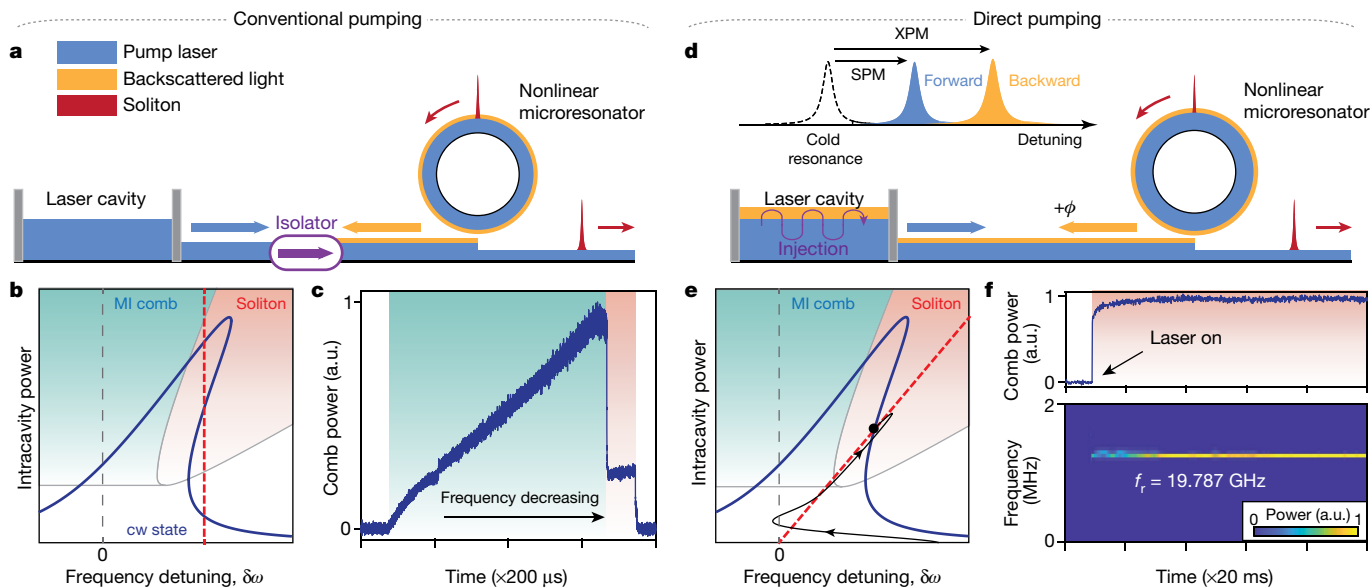 Conventional pumping
a
Pump laser
Backscattered light
Soliton
Nonlinear
microresonator
Laser cavity
Isolator
b
MI comb
Soliton
Intracavity power
cw state
0
Frequency detuning, δω
c
Comb power (a.u.)
1
0
Frequency decreasing
Time (×200 μs)
Direct pumping
d
XPM
SPM
Forward
Backward
Cold
resonance
Detuning
Nonlinear
microresonator
Laser cavity
Injection
+ϕ
e
MI comb
Soliton
Intracavity power
0
Frequency detuning, δω
f
Comb power
(a.u.)
1
0
Laser on
Frequency
(MHz)
2
0
fr = 19.787 GHz
0 Power (a.u.) 1
Time (×20 ms)